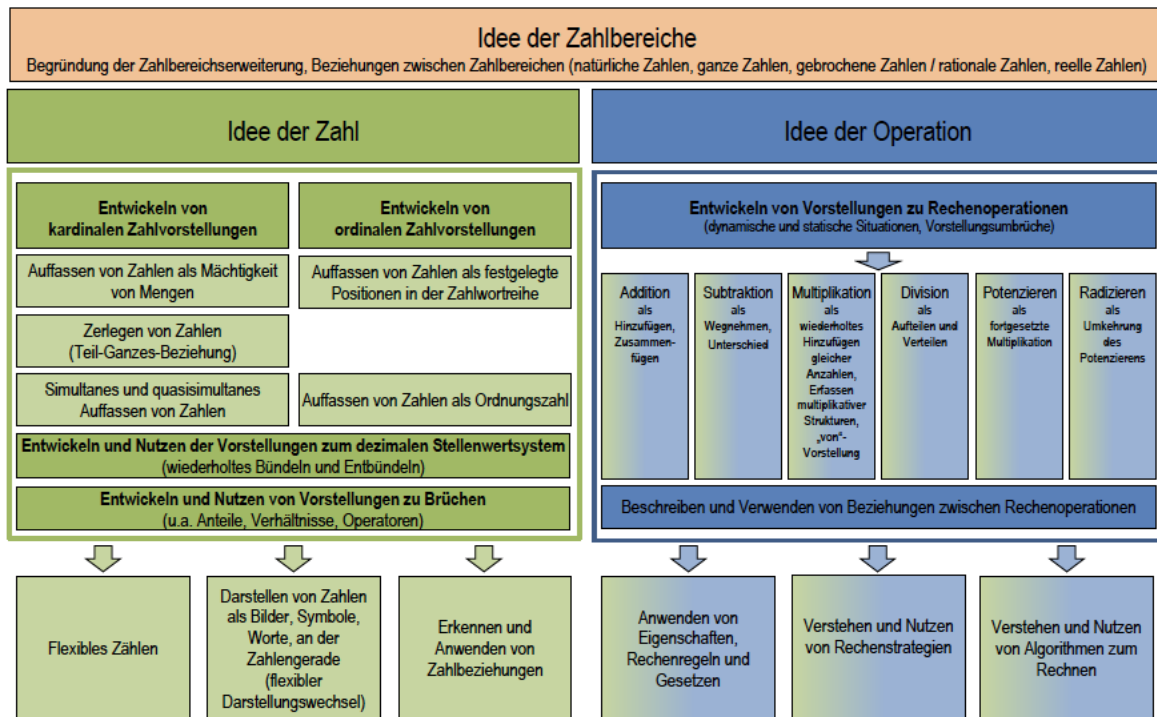 Idee der Zahlbereiche
Begründung der Zahlbereichserweiterung, Beziehungen zwischen Zahlbereichen (natürliche Zahlen, ganze Zahlen, gebrochene Zahlen / rationale Zahlen, reelle Zahlen)
Idee der Zahl
Entwickeln von
kardinalen Zahlvorstellungen
Entwickeln von
ordinalen Zahlvorstellungen
Auffassen von Zahlen als Mächtigkeit
von Mengen
Auffassen von Zahlen als festgelegte
Positionen in der Zahlwortreihe
Zerlegen von Zahlen
(Teil-Ganzes-Beziehung)
Simultanes und quasisimultanes
Auffassen von Zahlen
Auffassen von Zahlen als Ordnungszahl
Entwickeln und Nutzen der Vorstellungen zum dezimalen Stellenwertsystem
(wiederholtes Bündeln und Entbündeln)
Entwickeln und Nutzen von Vorstellungen zu Brüchen
(u.a. Anteile, Verhältnisse, Operatoren)
Flexibles Zählen
Darstellen von Zahlen
als Bilder, Symbole,
Worte, an der
Zahlengerade
(flexibler
Darstellungswechsel)
Erkennen und
Anwenden von
Zahlbeziehungen
Idee der Operation
Entwickeln von Vorstellungen zu Rechenoperationen
(dynamische und statische Situationen, Vorstellungsumbrüche)
Addition
als
Hinzufügen,
Zusammen-
fügen
Subtraktion
als
Wegnehmen,
Unterschied
Multiplikation
als
wiederholtes
Hinzufügen
gleicher
Anzahlen,
Erfassen
multiplikativer
Strukturen,
„von“-
Vorstellung
Division
als
Aufteilen und
Verteilen
Potenzieren
als
fortgesetzte
Multiplikation
Radizieren
als
Umkehrung
des
Potenzierens
Beschreiben und Verwenden von Beziehungen zwischen Rechenoperationen
Anwenden von
Eigenschaften,
Rechenregeln und
Gesetzen
Verstehen und Nutzen
von Rechenstrategien
Verstehen und Nutzen
von Algorithmen zum
Rechnen